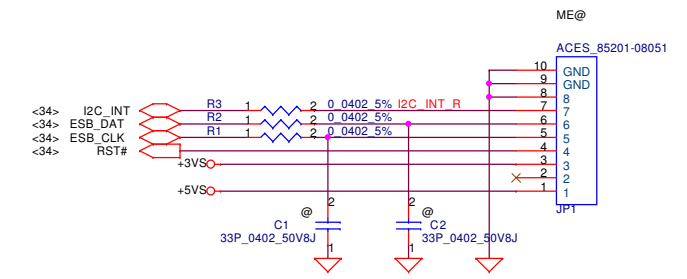 ME@
ACES_85201-08051
10 GND
9 GND
8 8
<34> I2C_INT R3 1 2 0_0402_5% I2C_INT_R 7 7
<34> ESB_DAT R2 1 2 0_0402_5% 6 6
<34> ESB_CLK R1 1 2 0_0402_5% 5 5
<34> RST# 4 4
+3VS 3 3
2 2
+5VS 1 1
JP1
2 2
@ @
C1 C2
33P_0402_50V8J 33P_0402_50V8J
1 1